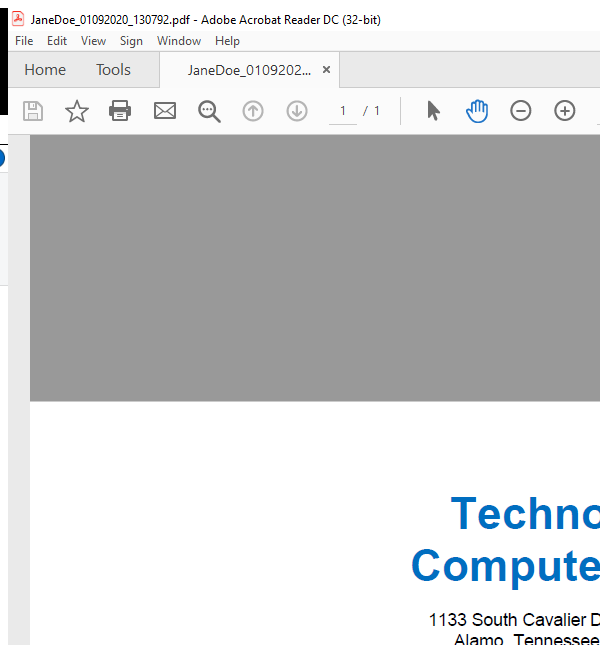 JaneDoe_01092020_130792.pdf - Adobe Acrobat Reader DC (32-bit)
File Edit View Sign Window Help
Home Tools JaneDoe_0109202... ×
1 / 1
Techno
Compute
1133 South Cavalier D
Alamo, Tennessee